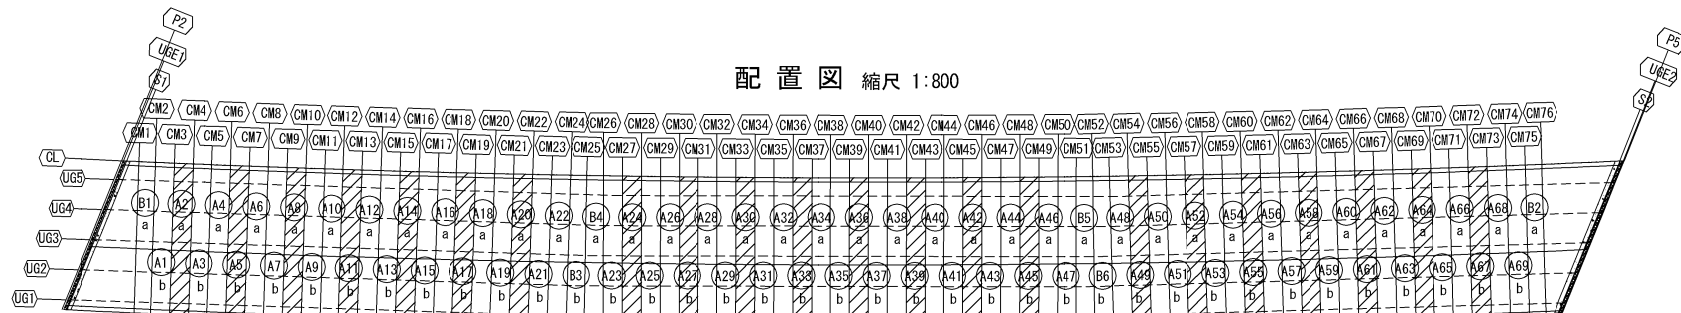 P2
P5
UGE1
UGE2
S1
配置図 縮尺 1:800
S2
CM2 CM4 CM6 CM8 CM10 CM12 CM14 CM16 CM18 CM20 CM22 CM24 CM26 CM28 CM30 CM32 CM34 CM36 CM38 CM40 CM42 CM44 CM46 CM48 CM50 CM52 CM54 CM56 CM58 CM60 CM62 CM64 CM66 CM68 CM70 CM72 CM74 CM76
CM1 CM3 CM5 CM7 CM9 CM11 CM13 CM15 CM17 CM19 CM21 CM23 CM25 CM27 CM29 CM31 CM33 CM35 CM37 CM39 CM41 CM43 CM45 CM47 CM49 CM51 CM53 CM55 CM57 CM59 CM61 CM63 CM65 CM67 CM69 CM71 CM73 CM75
CL
UG5
UG4 B1 A2 A4 A6 A8 A10 A12 A14 A16 A18 A20 A22 B4 A24 A26 A28 A30 A32 A34 A36 A38 A40 A42 A44 A46 B5 A48 A50 A52 A54 A56 A58 A60 A62 A64 A66 A68 B2
a a a a a a a a a a a a a a a a a a a a a a a a a a a a a a a a a a a a a a
UG3
UG2 A1 A3 A5 A7 A9 A11 A13 A15 A17 A19 A21 B3 A23 A25 A27 A29 A31 A33 A35 A37 A39 A41 A43 A45 A47 B6 A49 A51 A53 A55 A57 A59 A61 A63 A65 A67 A69
b b b b b b b b b b b b b b b b b b b b b b b b b b b b b b b b b b b b b
UG1